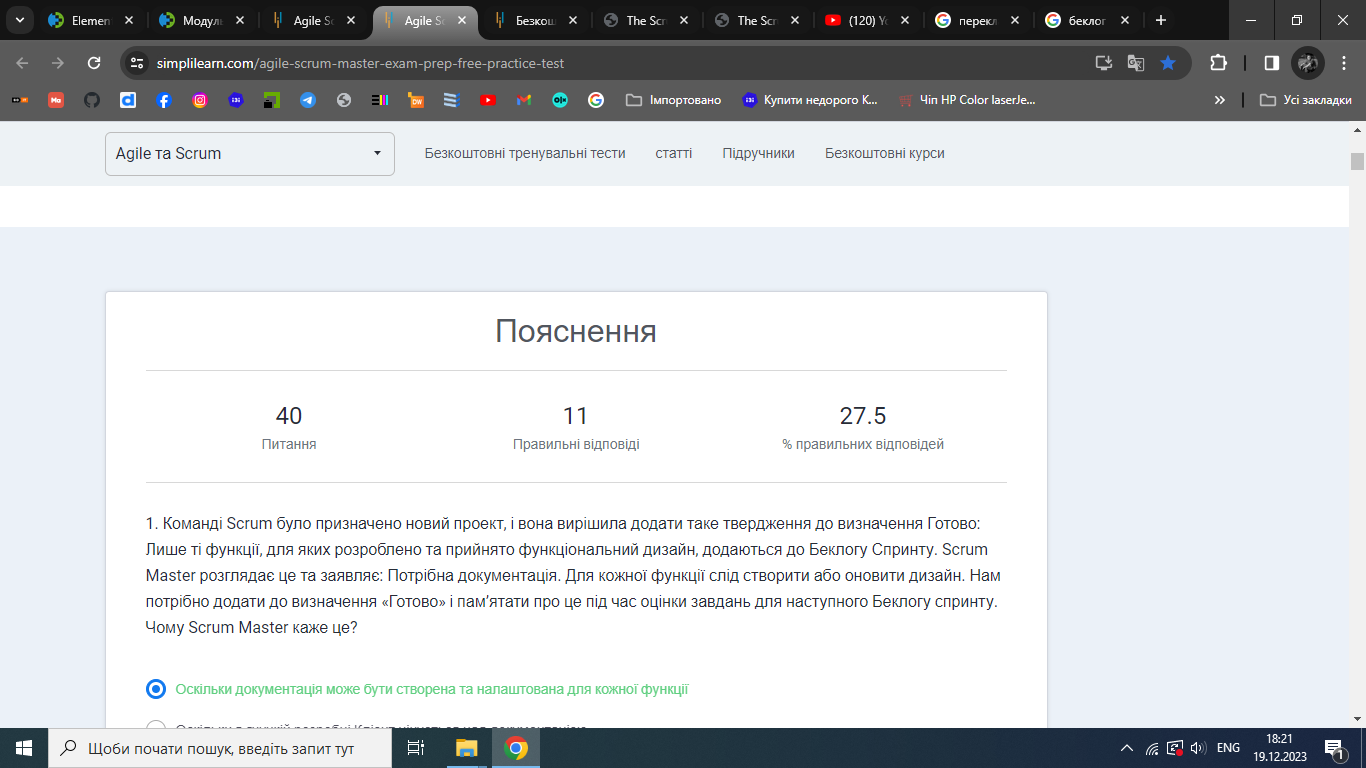 Elemen
Модул
Agile Sc
Agile Sc
Безкош
The Scr
The Scr
(120) Yo
перекл
беклог
simplilearn.com/agile-scrum-master-exam-prep-free-practice-test
Імпортовано
Купити недорого К...
Чіп HP Color laserJe...
Усі закладки
Agile та Scrum
Безкоштовні тренувальні тести
статті
Підручники
Безкоштовні курси
Пояснення
40
11
27.5
Питання
Правильні відповіді
% правильних відповідей
1. Команді Scrum було призначено новий проект, і вона вирішила додати таке твердження до визначення Готово:
Лише ті функції, для яких розроблено та прийнято функціональний дизайн, додаються до Беклогу Спринту. Scrum
Master розглядає це та заявляє: Потрібна документація. Для кожної функції слід створити або оновити дизайн. Нам
потрібно додати до визначення «Готово» і пам'ятати про це під час оцінки завдань для наступного Беклогу спринту.
Чому Scrum Master каже це?
Оскільки документація може бути створена та налаштована для кожної функції
Щоби почати пошук, введіть запит тут
ENG
18:21
19.12.2023
1